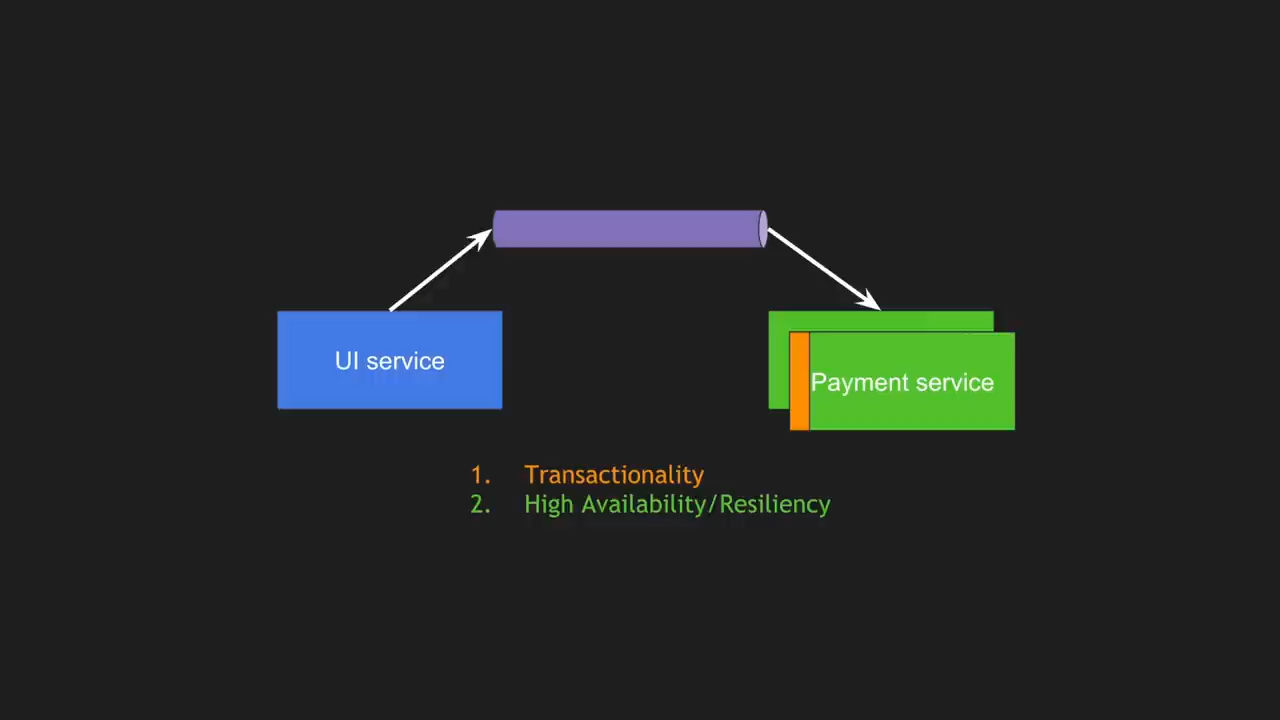 UI service
Payment service
1. Transactionality
2. High Availability/Resiliency